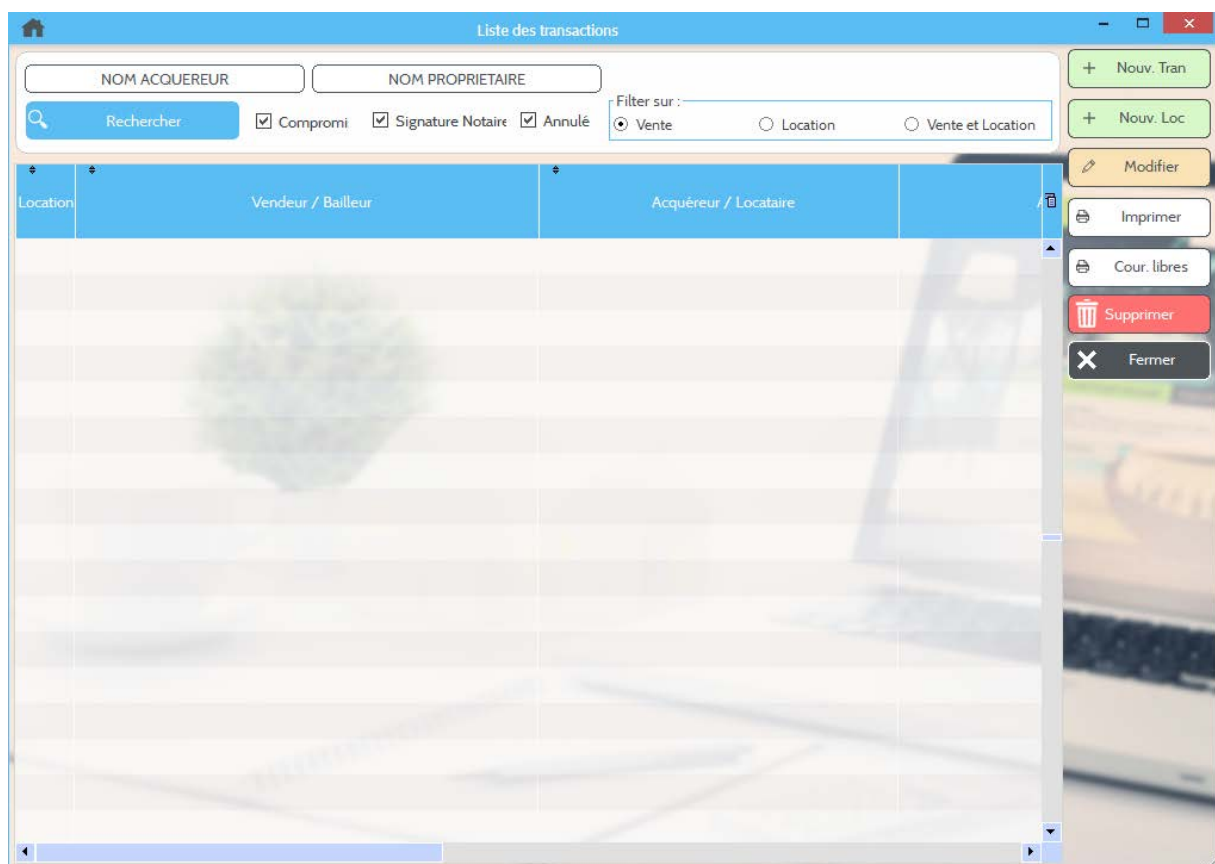 Liste des transactions
NOM ACQUEREUR NOM PROPRIETAIRE
Filter sur :
Rechercher Compromi Signature Notaire Annulé Vente Location Vente et Location
Location Vendeur / Bailleur Acquéreur / Locataire
Nouv. Tran
Nouv. Loc
Modifier
Imprimer
Cour. libres
Supprimer
Fermer